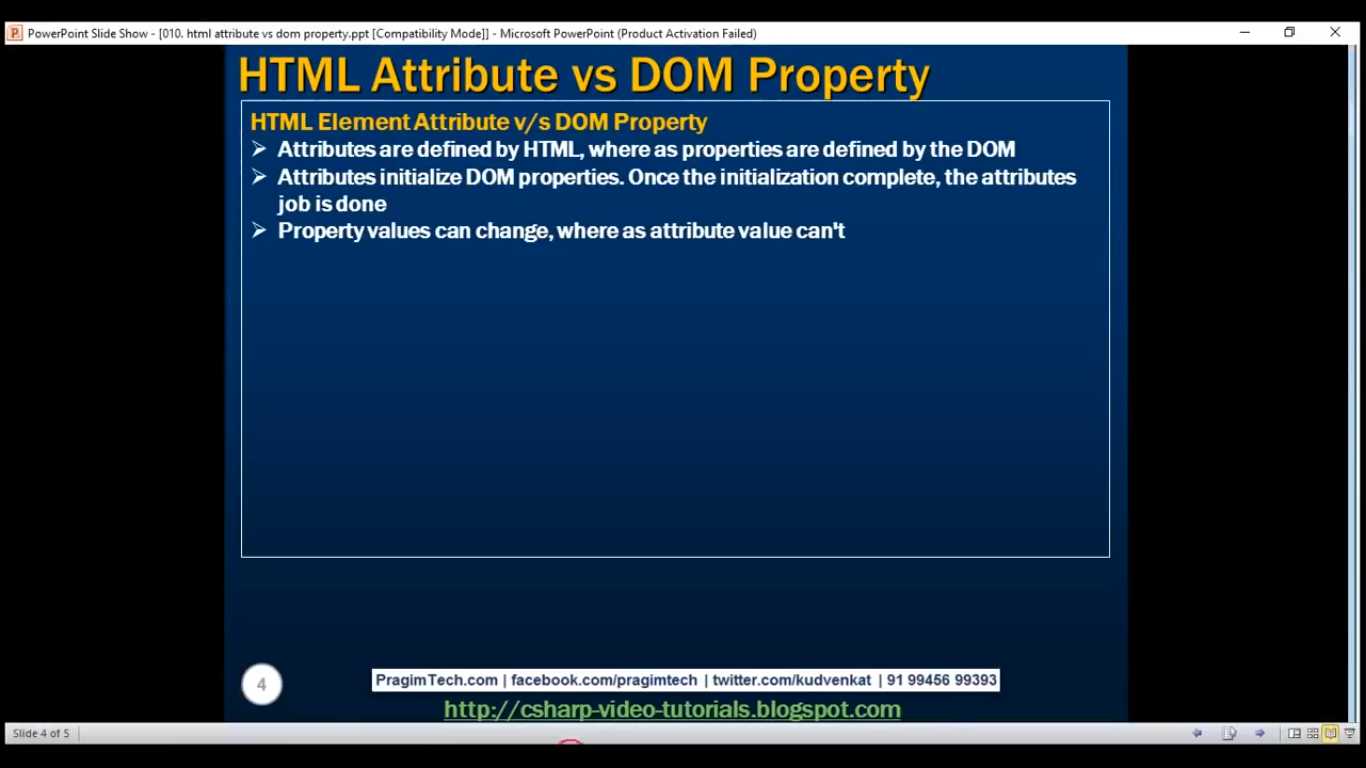 PowerPoint Slide Show - [010. html attribute vs dom property.ppt [Compatibility Mode]] - Microsoft PowerPoint (Product Activation Failed)
HTML Attribute vs DOM Property
HTML Element Attribute v/s DOM Property
Attributes are defined by HTML, where as properties are defined by the DOM
Attributes initialize DOM properties. Once the initialization complete, the attributes
job is done
Property values can change, where as attribute value can't
4
PragimTech.com | facebook.com/pragimtech | twitter.com/kudvenkat | 91 99456 99393
http://csharp-video-tutorials.blogspot.com
Slide 4 of 5